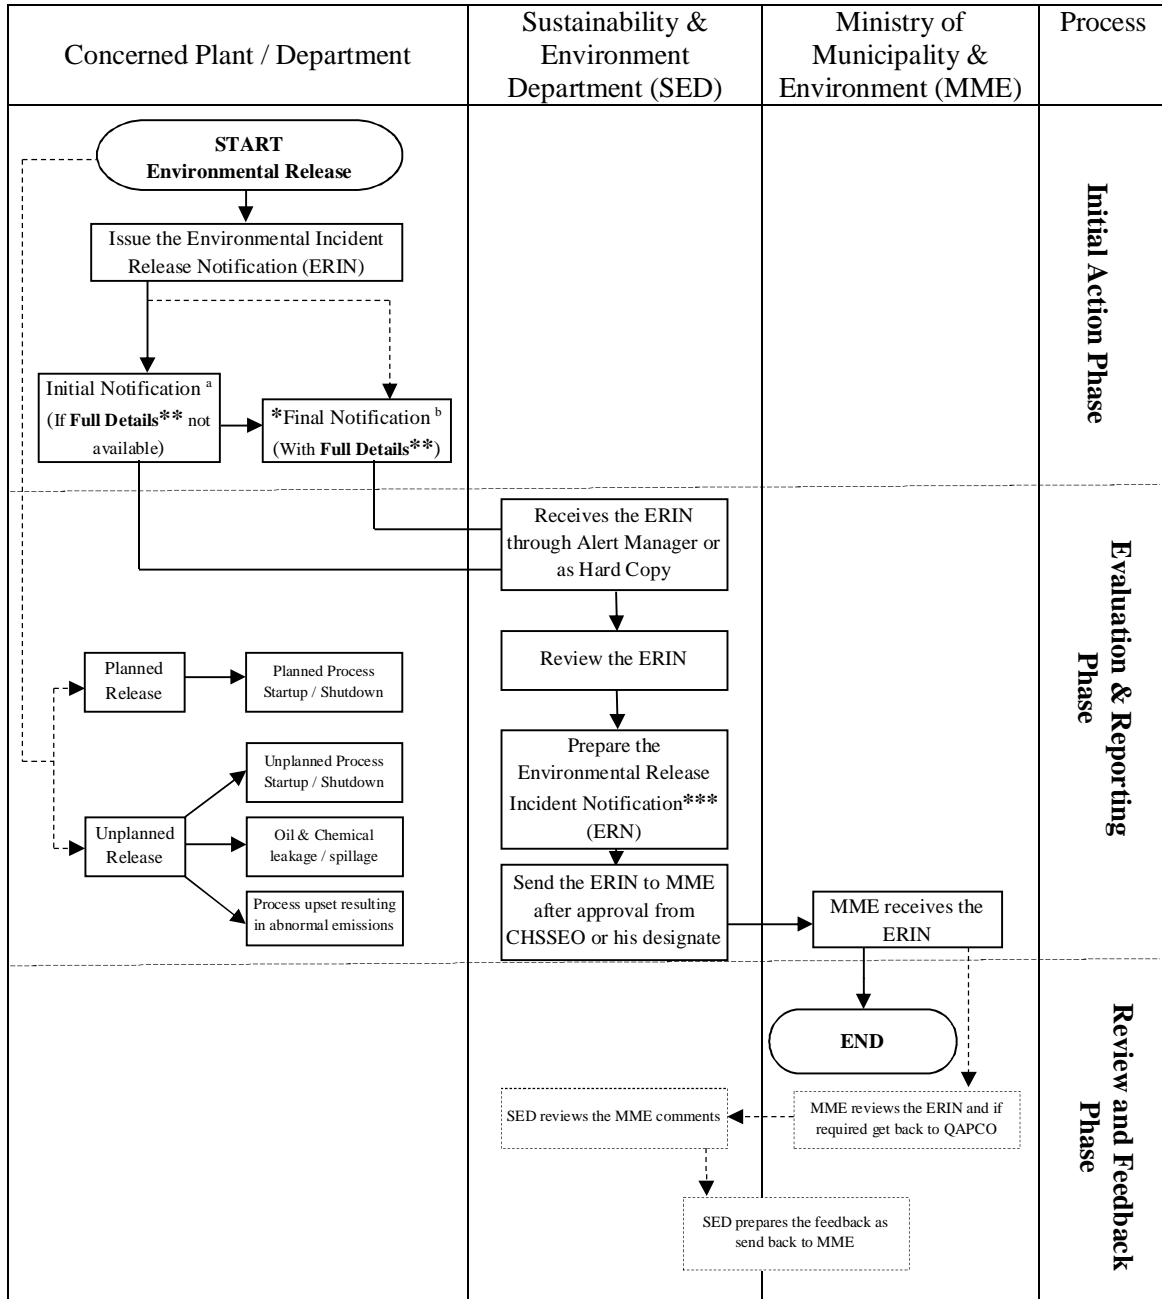 Concerned Plant / Department
Sustainability &
Environment
Department (SED)
Ministry of
Municipality &
Environment (MME)
Process
START
Environmental Release
Issue the Environmental Incident
Release Notification (ERIN)
Initial Notification a
(If Full Details** not
available)
*Final Notification b
(With Full Details**)
Initial Action Phase
Receives the ERIN
through Alert Manager or
as Hard Copy
Review the ERIN
Planned
Release
Planned Process
Startup / Shutdown
Unplanned Process
Startup / Shutdown
Unplanned
Release
Oil & Chemical
leakage / spillage
Process upset resulting
in abnormal emissions
Prepare the
Environmental Release
Incident Notification***
(ERN)
Send the ERIN to MME
after approval from
CHSSEO or his designate
MME receives the
ERIN
Evaluation & Reporting
Phase
END
MME reviews the ERIN and if
required get back to QAPCO
SED reviews the MME comments
SED prepares the feedback as
send back to MME
Review and Feedback
Phase